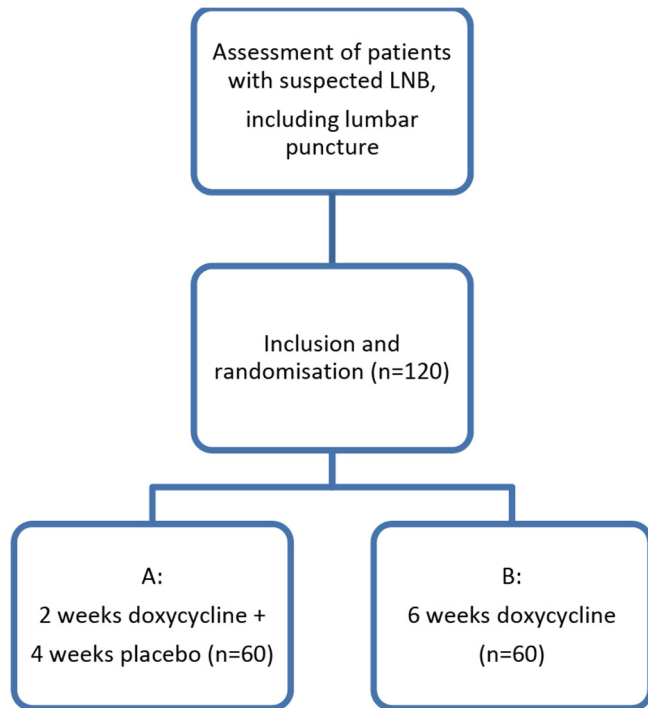 Assessment of patients
with suspected LNB,
including lumbar
puncture
Inclusion and
randomisation (n=120)
A:
2 weeks doxycycline +
4 weeks placebo (n=60)
B:
6 weeks doxycycline
(n=60)